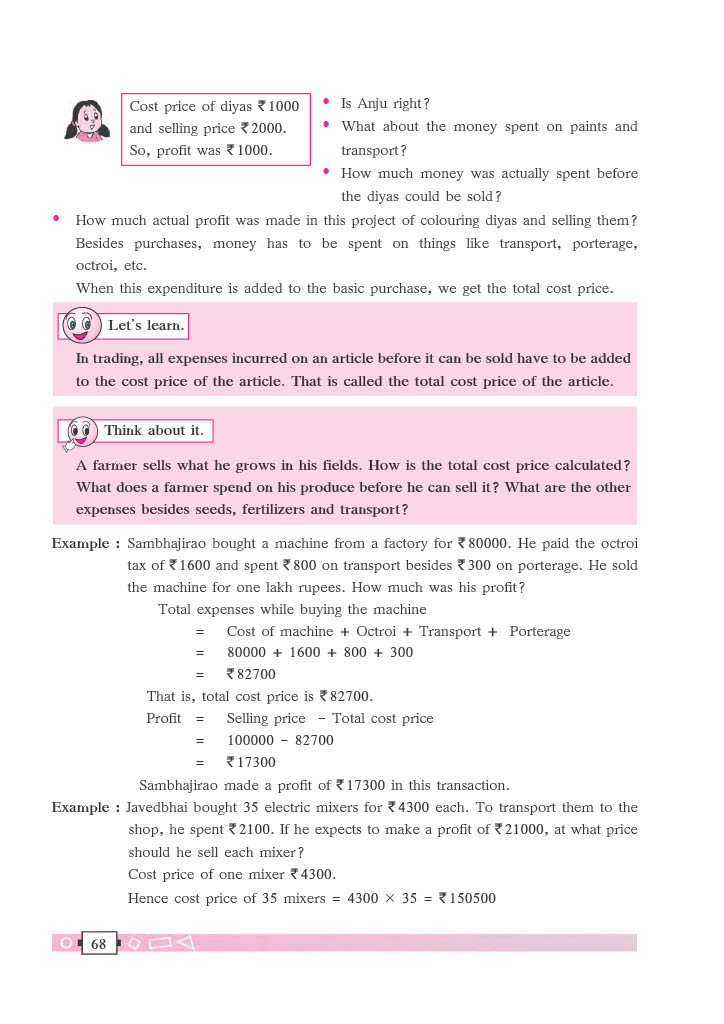 Cost price of diyas ₹1000
and selling price ₹2000.
So, profit was ₹1000.
• Is Anju right?
• What about the money spent on paints and
transport?
• How much money was actually spent before
the diyas could be sold?
• How much actual profit was made in this project of colouring diyas and selling them?
Besides purchases, money has to be spent on things like transport, porterage,
octroi, etc.
When this expenditure is added to the basic purchase, we get the total cost price.
Let's learn.
In trading, all expenses incurred on an article before it can be sold have to be added
to the cost price of the article. That is called the total cost price of the article.
Think about it.
A farmer sells what he grows in his fields. How is the total cost price calculated?
What does a farmer spend on his produce before he can sell it? What are the other
expenses besides seeds, fertilizers and transport?
Example : Sambhajirao bought a machine from a factory for ₹80000. He paid the octroi
tax of ₹1600 and spent ₹800 on transport besides ₹300 on porterage. He sold
the machine for one lakh rupees. How much was his profit?
Total expenses while buying the machine
= Cost of machine + Octroi + Transport + Porterage
= 80000 + 1600 + 800 + 300
= ₹82700
That is, total cost price is ₹82700.
Profit = Selling price – Total cost price
= 100000 – 82700
= ₹17300
Sambhajirao made a profit of ₹17300 in this transaction.
Example : Javedbhai bought 35 electric mixers for ₹4300 each. To transport them to the
shop, he spent ₹2100. If he expects to make a profit of ₹21000, at what price
should he sell each mixer?
Cost price of one mixer ₹4300.
Hence cost price of 35 mixers = 4300 × 35 = ₹150500
68